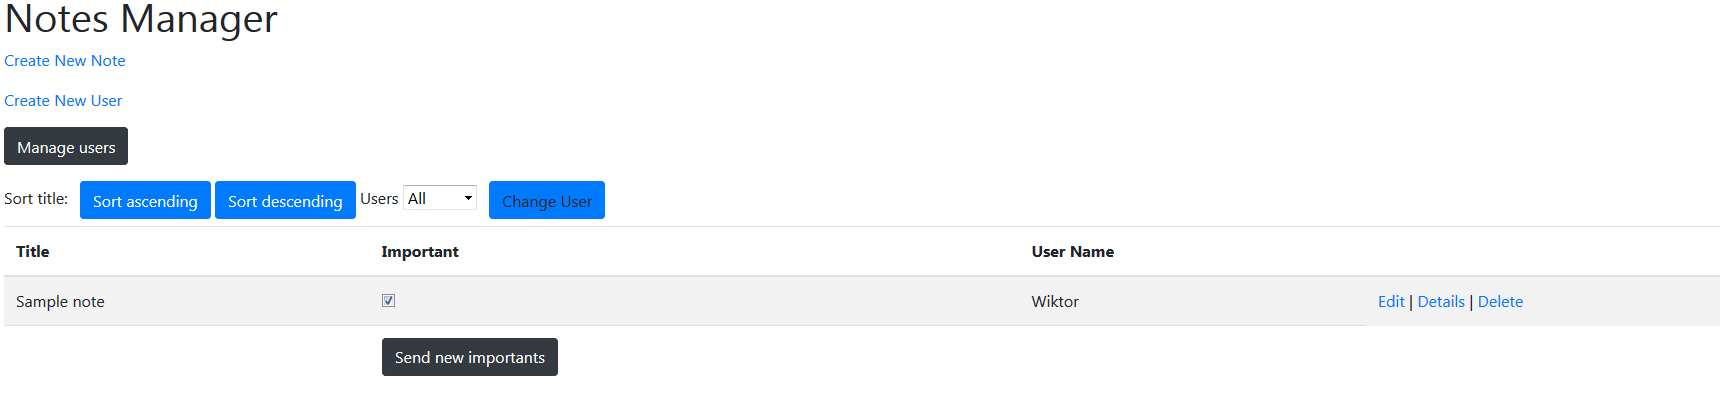 Notes Manager
Create New Note
Create New User
Manage users
Sort title: Sort ascending Sort descending Users All Change User
Title Important User Name
Sample note Wiktor Edit | Details | Delete
Send new importants